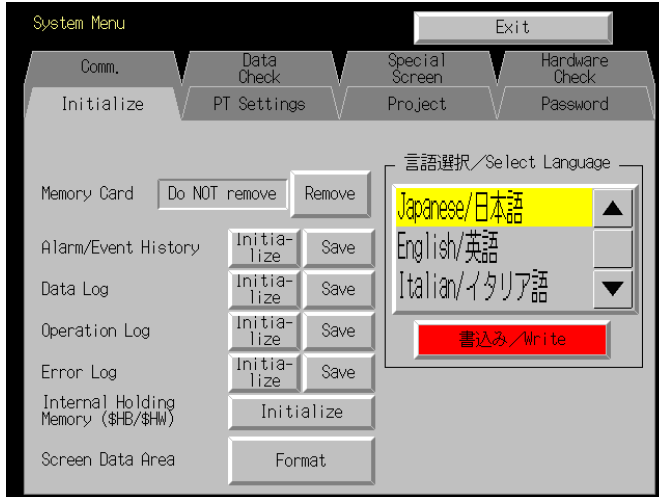 System Menu
Exit
Comm.
Data
Check
Special
Screen
Hardware
Check
Initialize
PT Settings
Project
Password
Memory Card
Do NOT remove
Remove
Alarm/Event History
Initia-
lize
Save
Data Log
Initia-
lize
Save
Operation Log
Initia-
lize
Save
Error Log
Initia-
lize
Save
Internal Holding
Memory ($HB/$HW)
Initialize
Screen Data Area
Format
言語選択／Select Language
Japanese/日本語
English/英語
Italian/イタリア語
書込み／Write